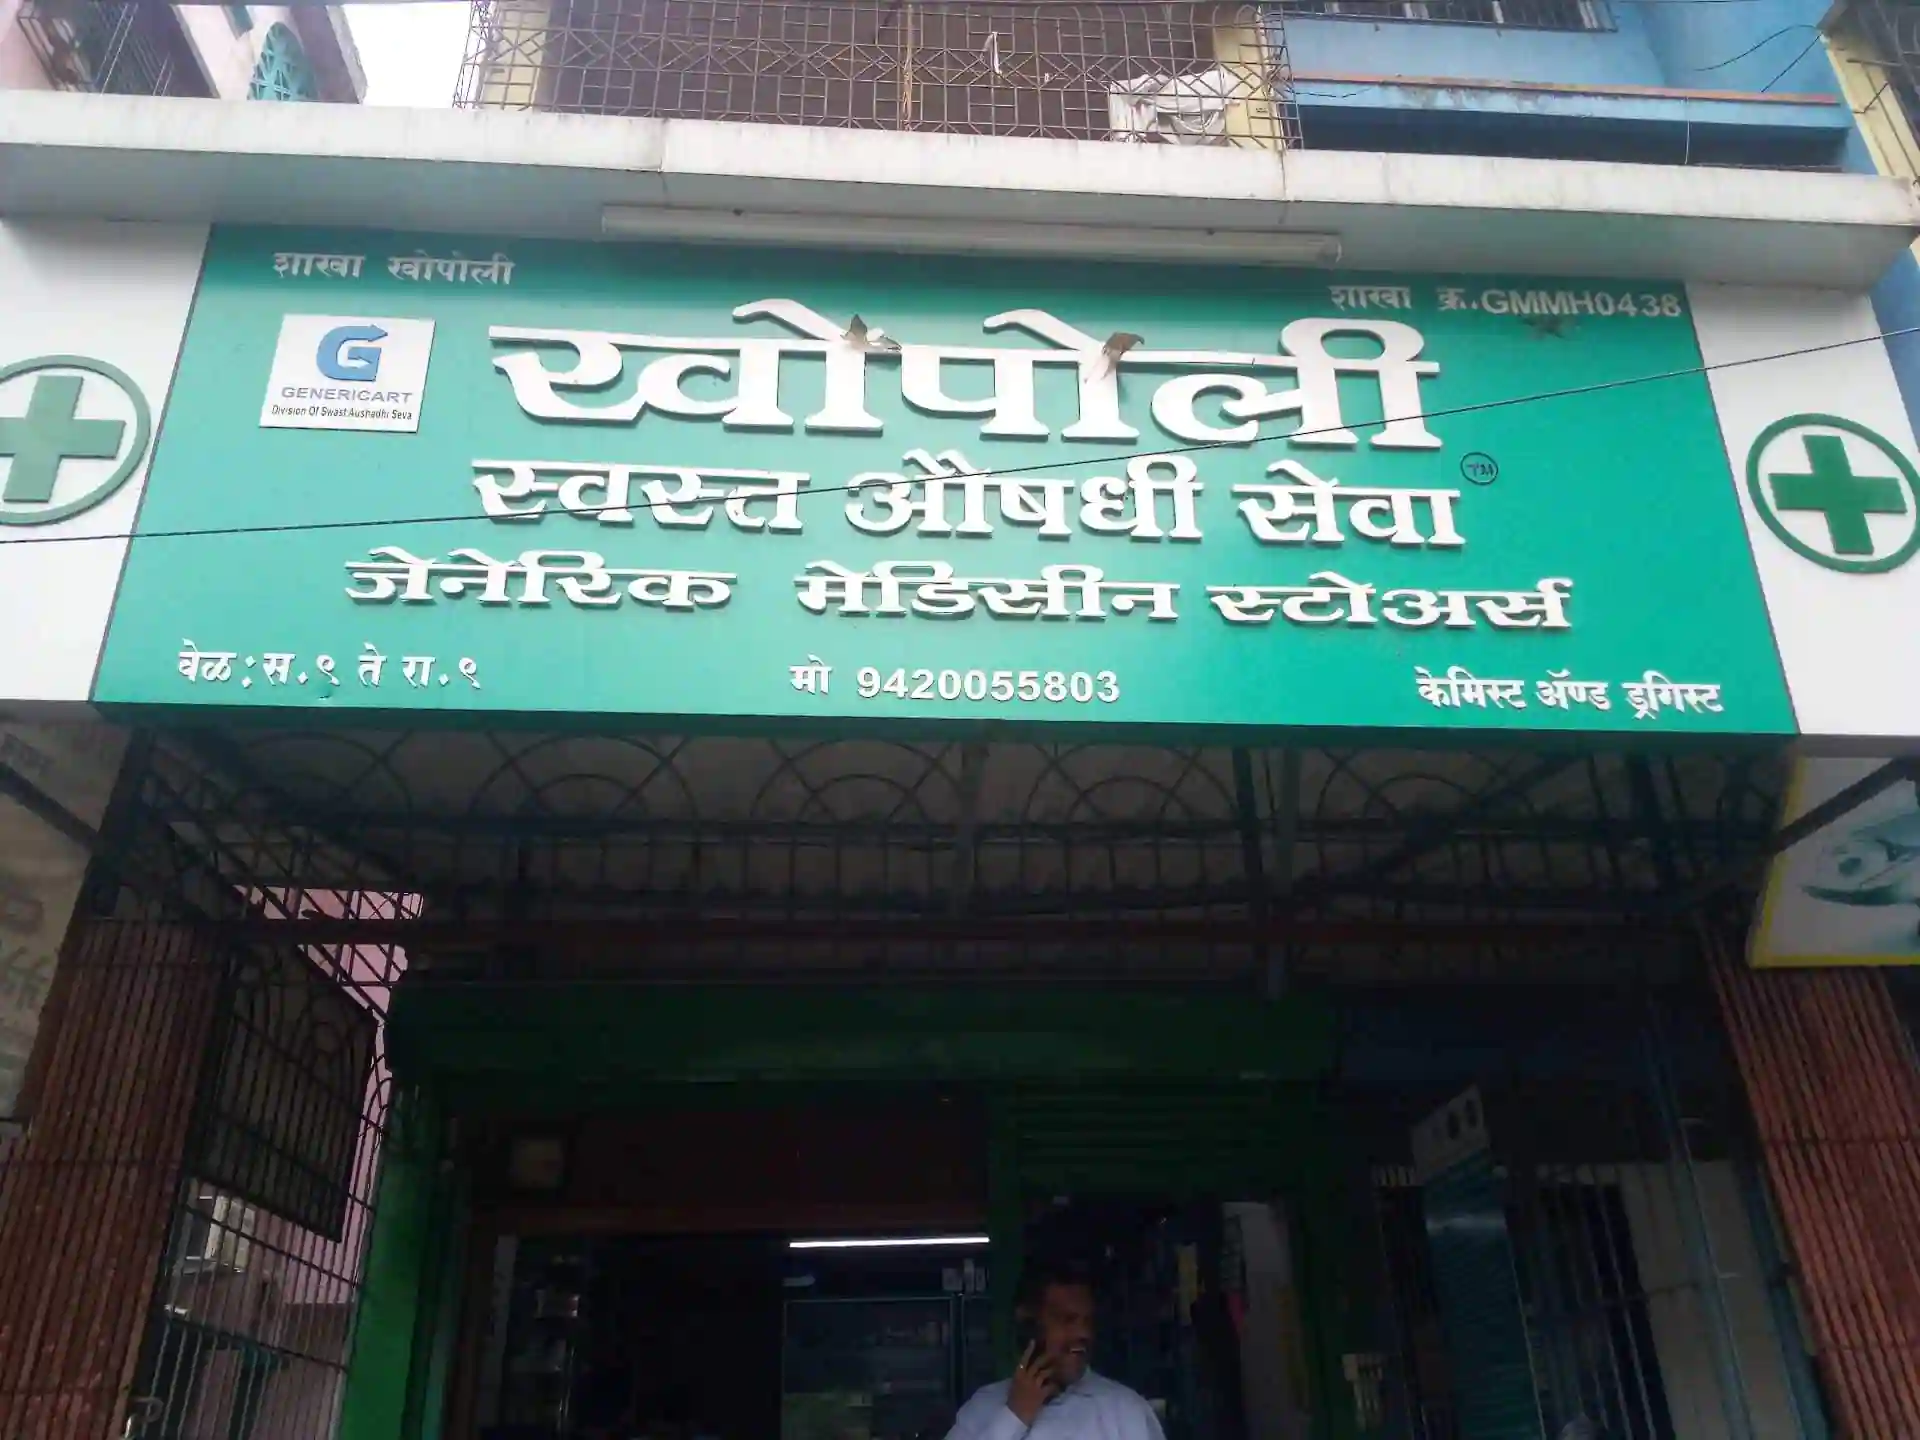 शाखा खोपोली
शाखा क्र.GMMH0438
G
GENERICART
Division Of Swast Aushadhi Seva
खोपोली
स्वस्त औषधी सेवा TM
जेनेरिक मेडिसीन स्टोअर्स
वेळ:स.९ ते रा.९
मो 9420055803
केमिस्ट ॲण्ड ड्रगिस्ट